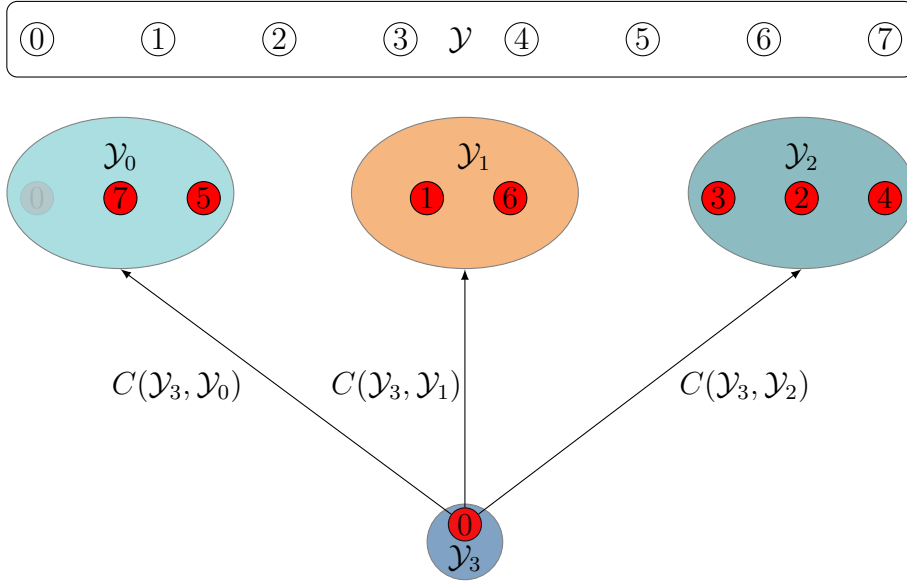 0 1 2 3 𝒴 4 5 6 7
𝒴₀ 𝒴₁ 𝒴₂
0 7 5 1 6 3 2 4
C(𝒴₃, 𝒴₀) C(𝒴₃, 𝒴₁) C(𝒴₃, 𝒴₂)
0
𝒴₃